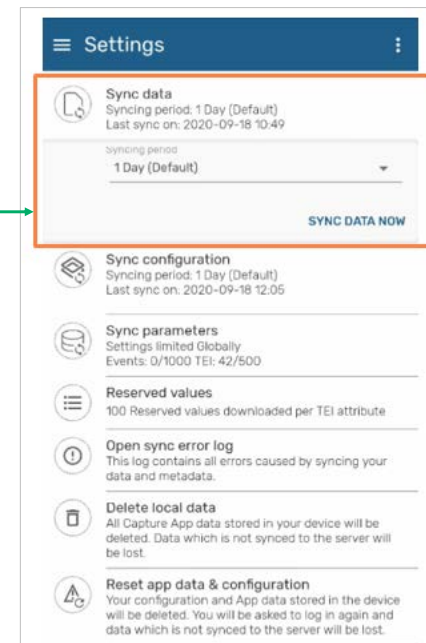 Settings
Sync data
Syncing period: 1 Day (Default)
Last sync on: 2020-09-18 10:49
Syncing period
1 Day (Default)
SYNC DATA NOW
Sync configuration
Syncing period: 1 Day (Default)
Last sync on: 2020-09-18 12:05
Sync parameters
Settings limited Globally
Events: 0/1000 TEI: 42/500
Reserved values
100 Reserved values downloaded per TEI attribute
Open sync error log
This log contains all errors caused by syncing your
data and metadata.
Delete local data
All Capture App data stored in your device will be
deleted. Data which is not synced to the server will
be lost.
Reset app data & configuration
Your configuration and App data stored in the device
will be deleted. You will be asked to log in again and
data which is not synced to the server will be lost.